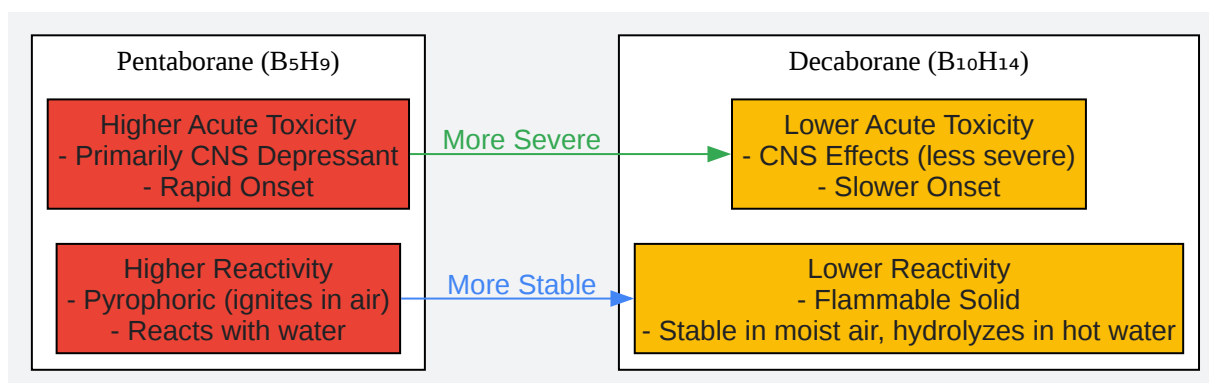 Pentaborane (B₅H₉)
Higher Acute Toxicity
- Primarily CNS Depressant
- Rapid Onset
Higher Reactivity
- Pyrophoric (ignites in air)
- Reacts with water
More Severe
More Stable
Decaborane (B₁₀H₁₄)
Lower Acute Toxicity
- CNS Effects (less severe)
- Slower Onset
Lower Reactivity
- Flammable Solid
- Stable in moist air, hydrolyzes in hot water